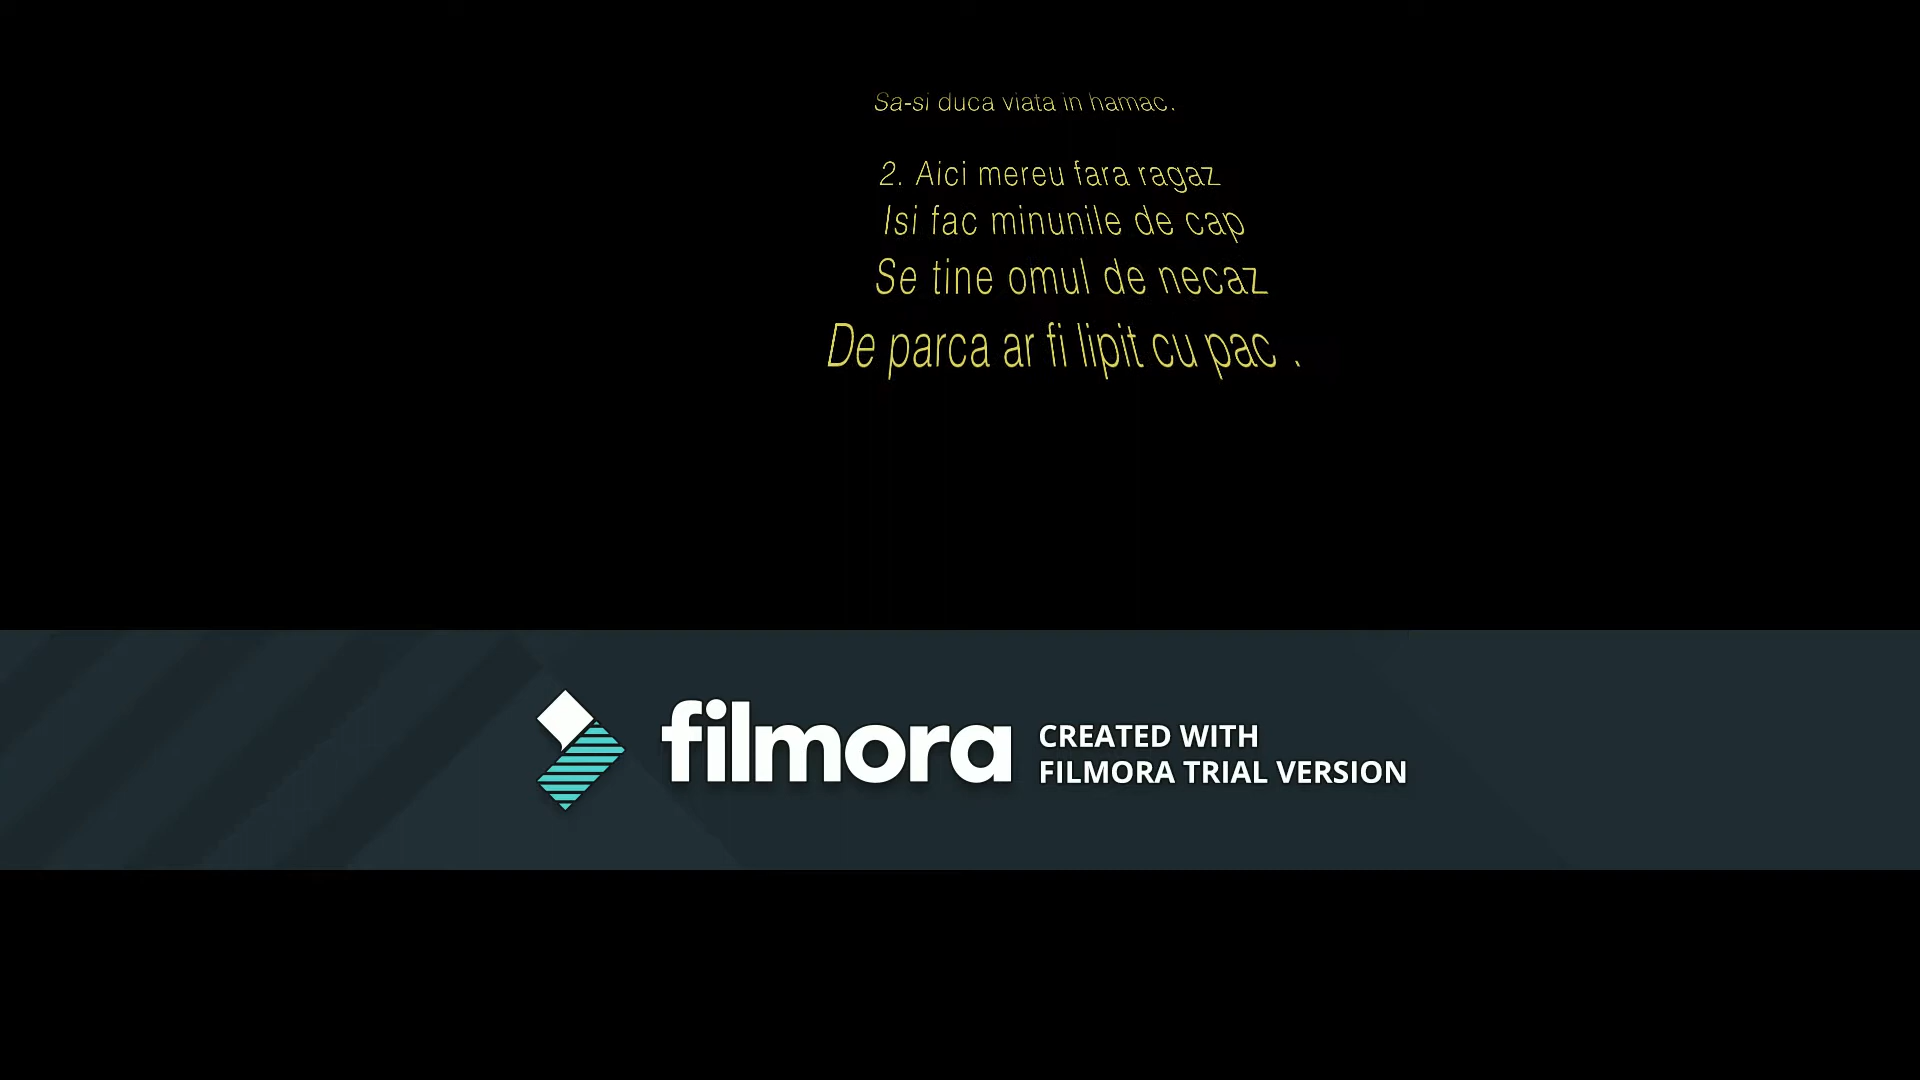 Sa-si duca viata in hamac.
2. Aici mereu fara ragaz
Isi fac minunile de cap
Se tine omul de necaz
De parca ar fi lipit cu pac .
filmora
CREATED WITH
FILMORA TRIAL VERSION